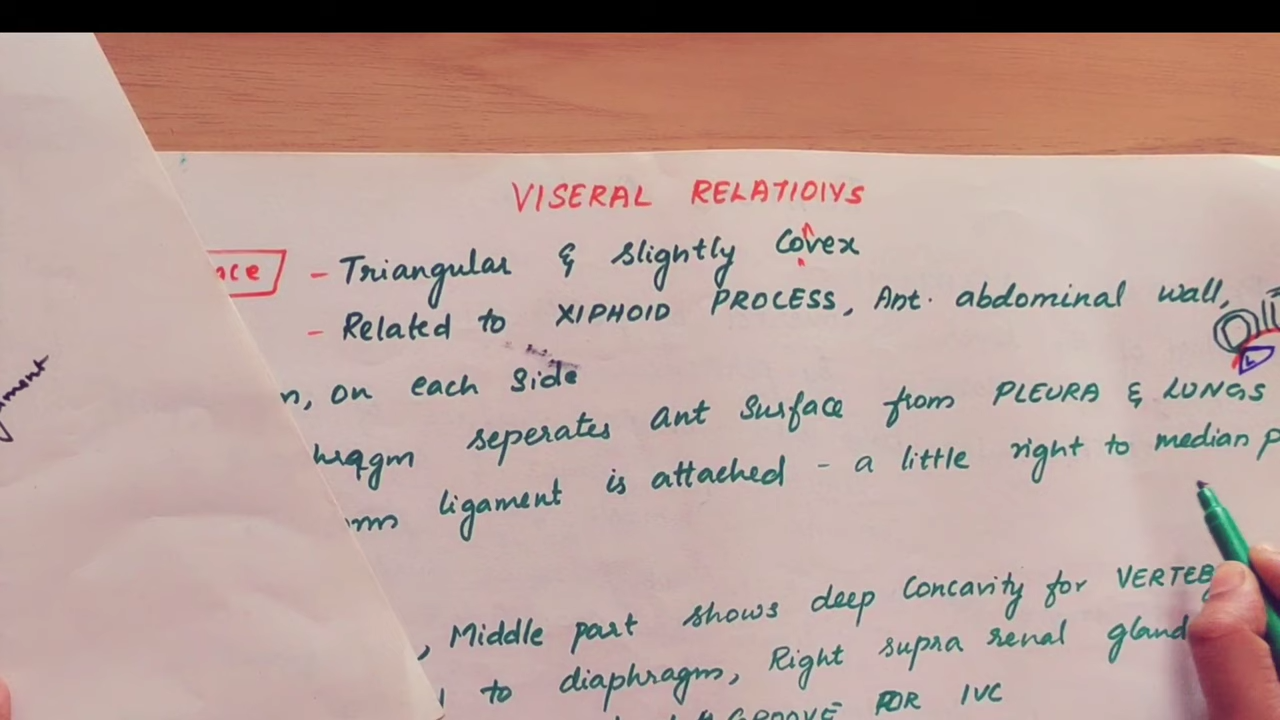 VISERAL RELATIONS
nce - Triangular & slightly Covex
- Related to XIPHOID PROCESS, Ant. abdominal wall,
n, on each side
hragm seperates ant surface from PLEURA & LUNGS
ligament is attached - a little right to median p
, Middle part shows deep Concavity for VERTEB
to diaphragm, Right supra renal gland
GROOVE FOR IVC
gment
L